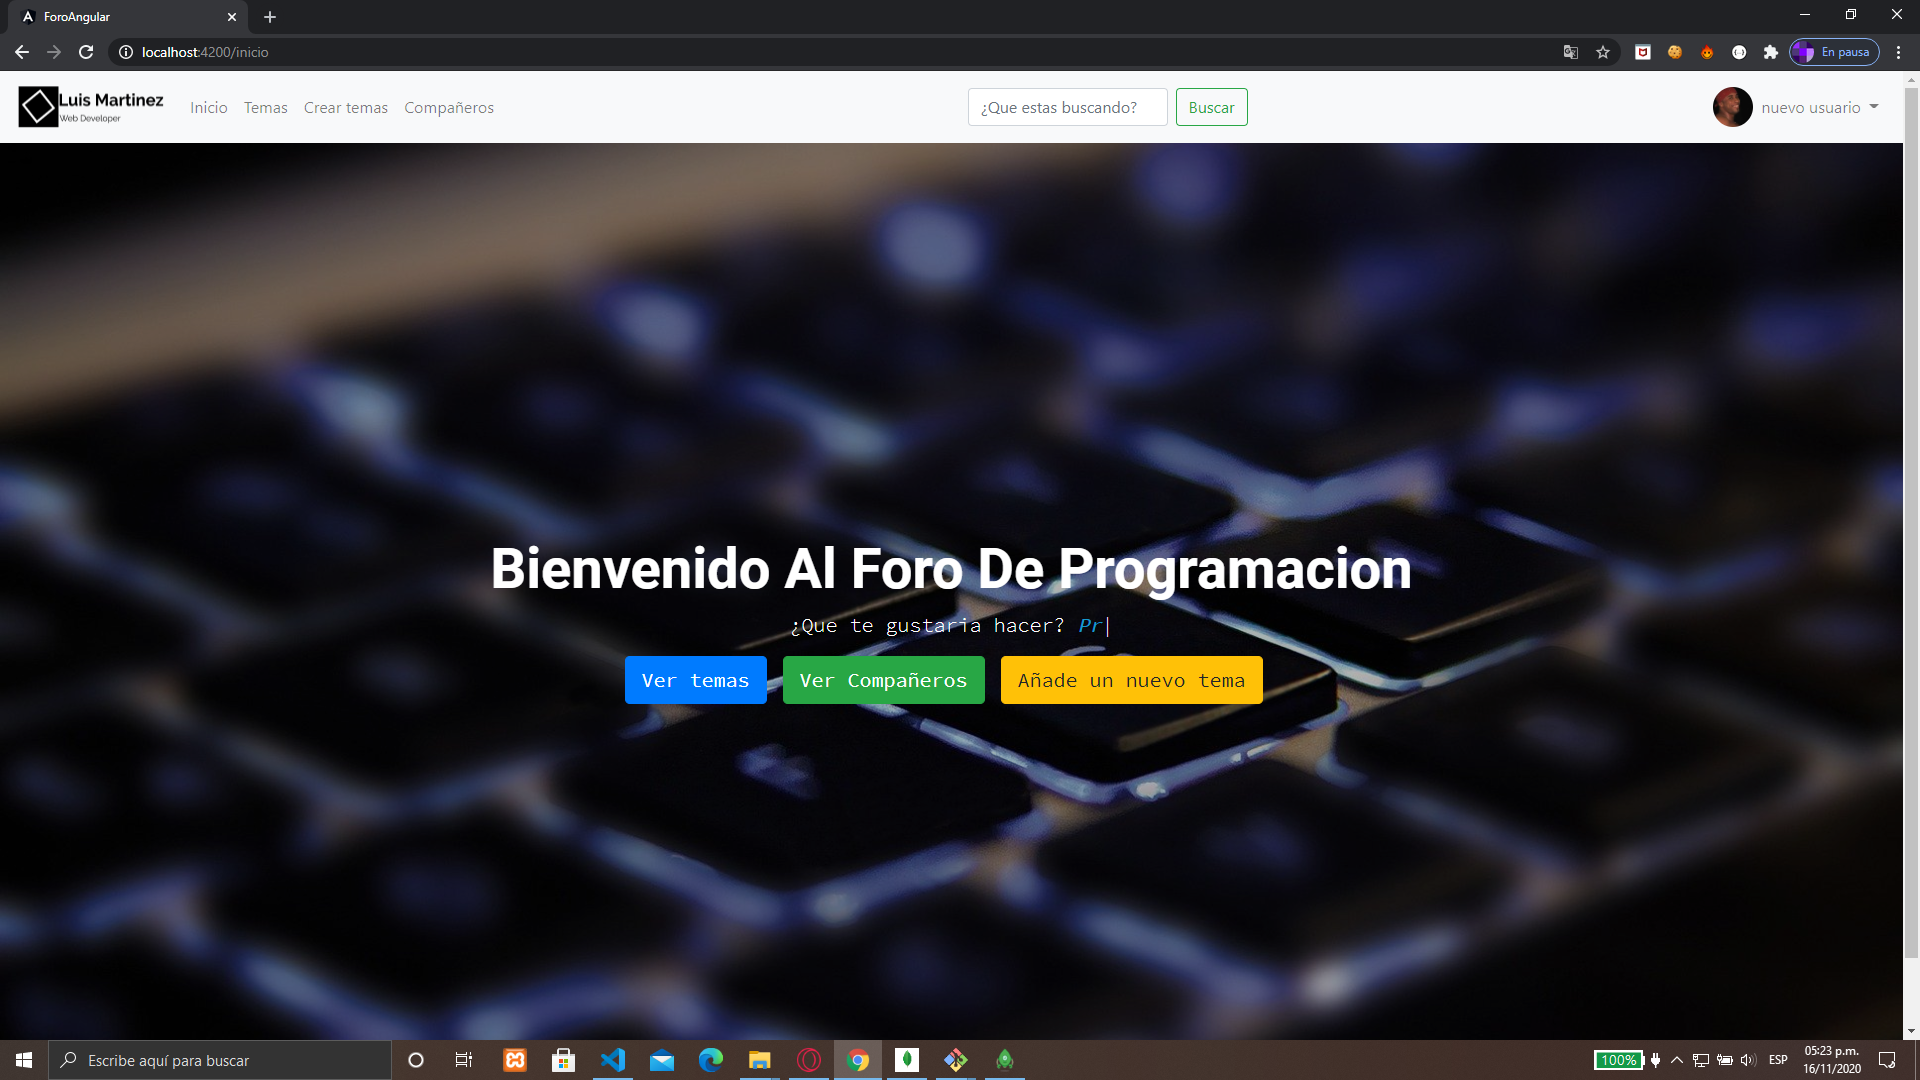 ForoAngular
localhost:4200/inicio
En pausa
Luis Martinez
Web Developer
Inicio
Temas
Crear temas
Compañeros
¿Que estas buscando?
Buscar
nuevo usuario
Bienvenido Al Foro De Programacion
¿Que te gustaria hacer? Pr|
Ver temas
Ver Compañeros
Añade un nuevo tema
Escribe aquí para buscar
100%
ESP
05:23 p.m.
16/11/2020